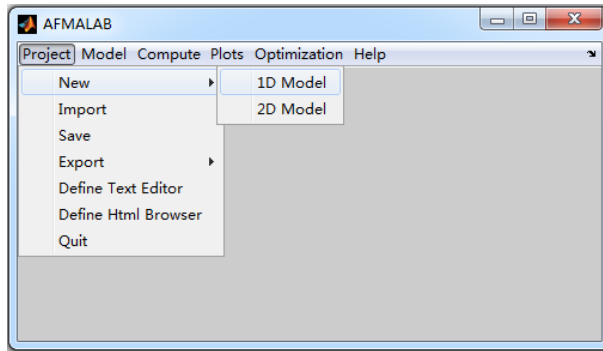 AFMALAB
Project Model Compute Plots Optimization Help
New 1D Model
Import 2D Model
Save
Export
Define Text Editor
Define Html Browser
Quit